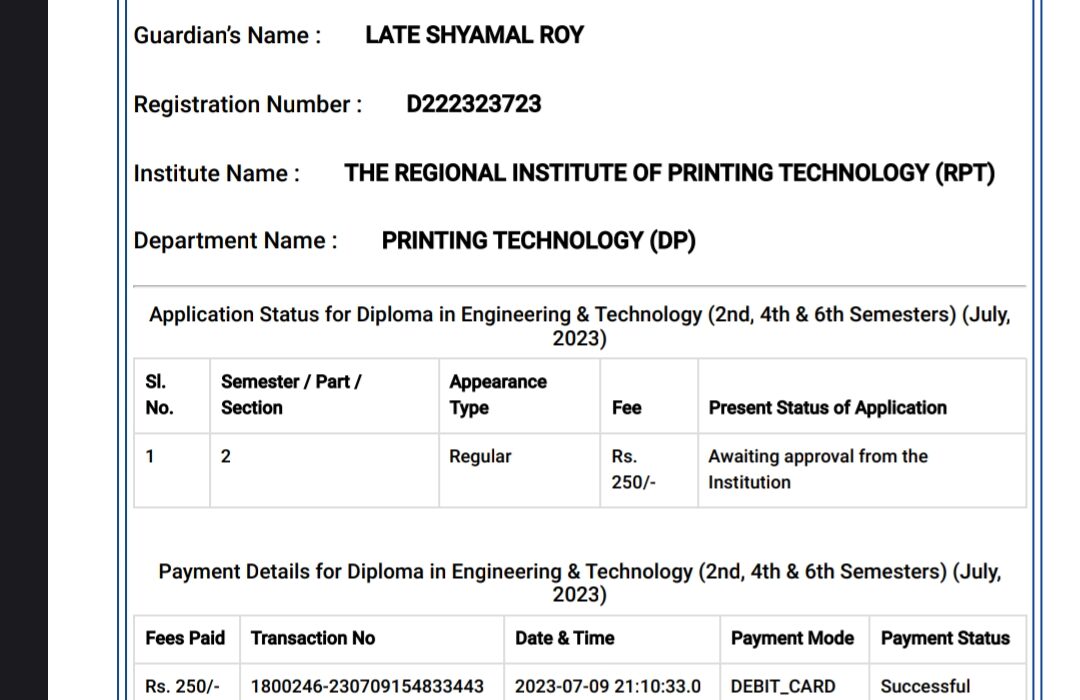 Guardian's Name : LATE SHYAMAL ROY
Registration Number : D222323723
Institute Name : THE REGIONAL INSTITUTE OF PRINTING TECHNOLOGY (RPT)
Department Name : PRINTING TECHNOLOGY (DP)
Application Status for Diploma in Engineering & Technology (2nd, 4th & 6th Semesters) (July,
2023)
Sl. Semester / Part / Appearance
No. Section Type Fee Present Status of Application
1 2 Regular Rs. Awaiting approval from the
250/- Institution
Payment Details for Diploma in Engineering & Technology (2nd, 4th & 6th Semesters) (July,
2023)
Fees Paid Transaction No Date & Time Payment Mode Payment Status
Rs. 250/- 1800246-230709154833443 2023-07-09 21:10:33.0 DEBIT_CARD Successful